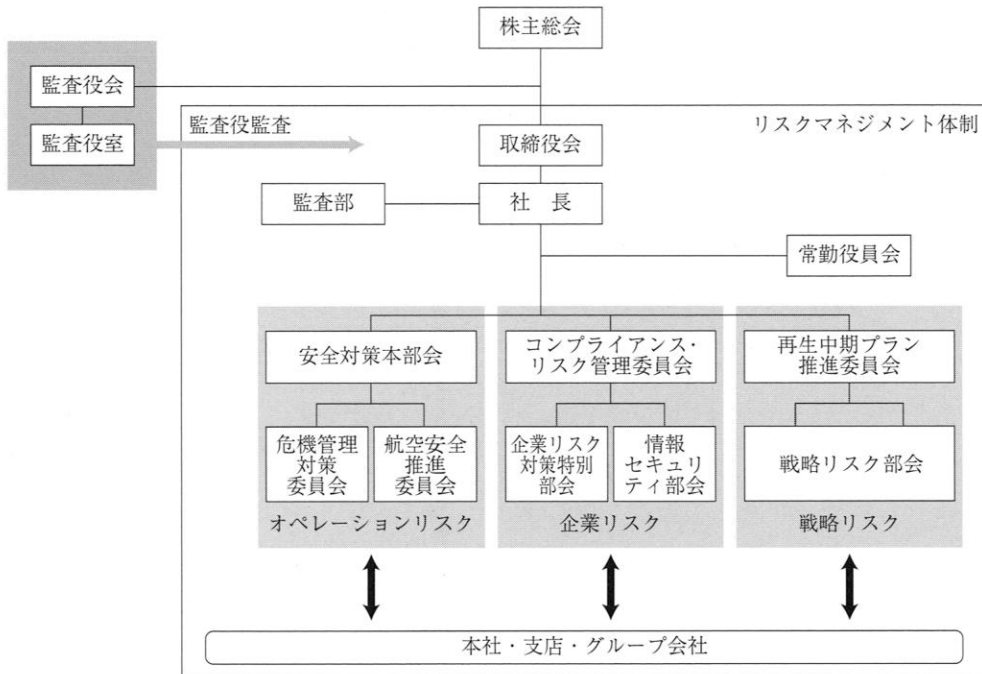 株主総会
監査役会
監査役室
監査役監査
リスクマネジメント体制
取締役会
監査部
社 長
常勤役員会
安全対策本部会
コンプライアンス・
リスク管理委員会
再生中期プラン
推進委員会
危機管理
対策
委員会
航空安全
推進
委員会
企業リスク
対策特別
部会
情報
セキュリ
ティ部会
戦略リスク部会
オペレーションリスク
企業リスク
戦略リスク
本社・支店・グループ会社